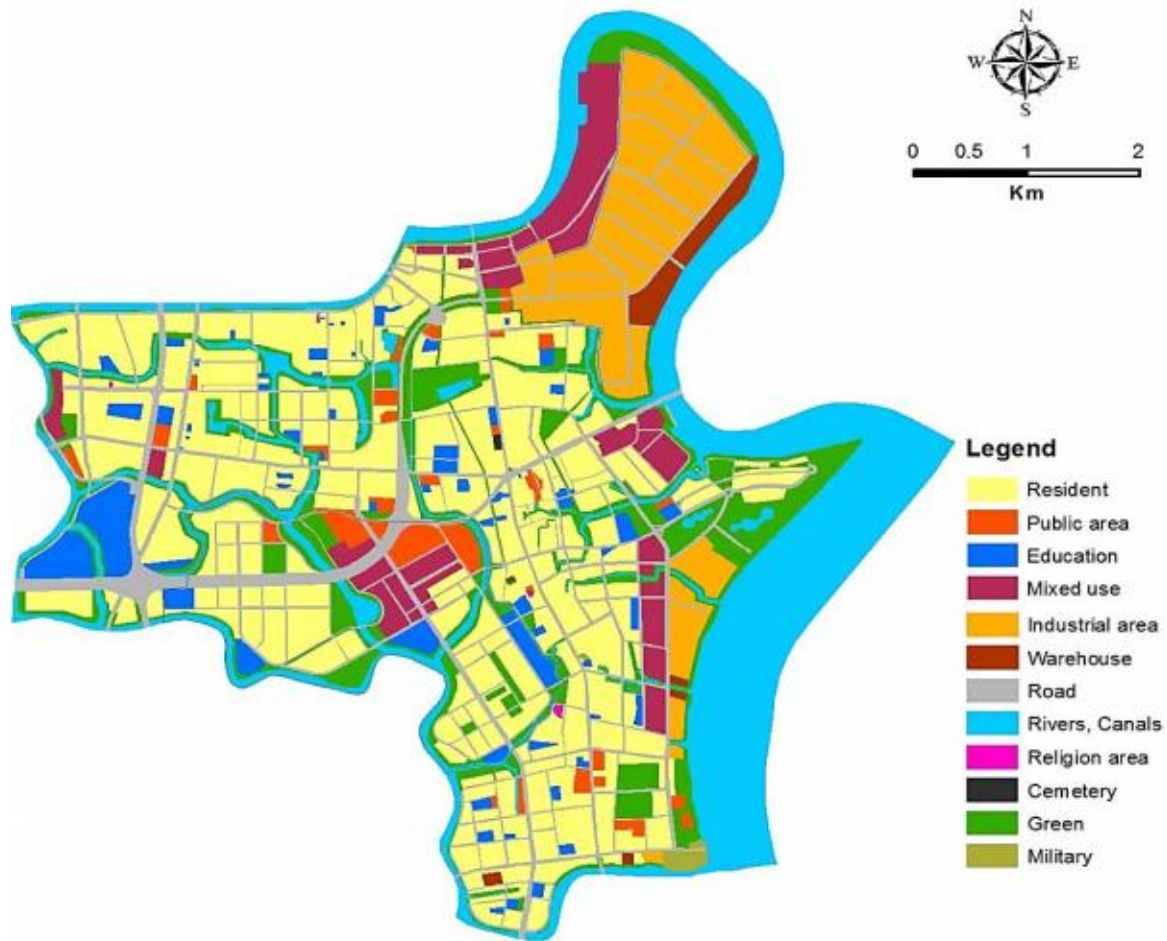 N
W E
S
0 0.5 1 2
Km
Legend
Resident
Public area
Education
Mixed use
Industrial area
Warehouse
Road
Rivers, Canals
Religion area
Cemetery
Green
Military